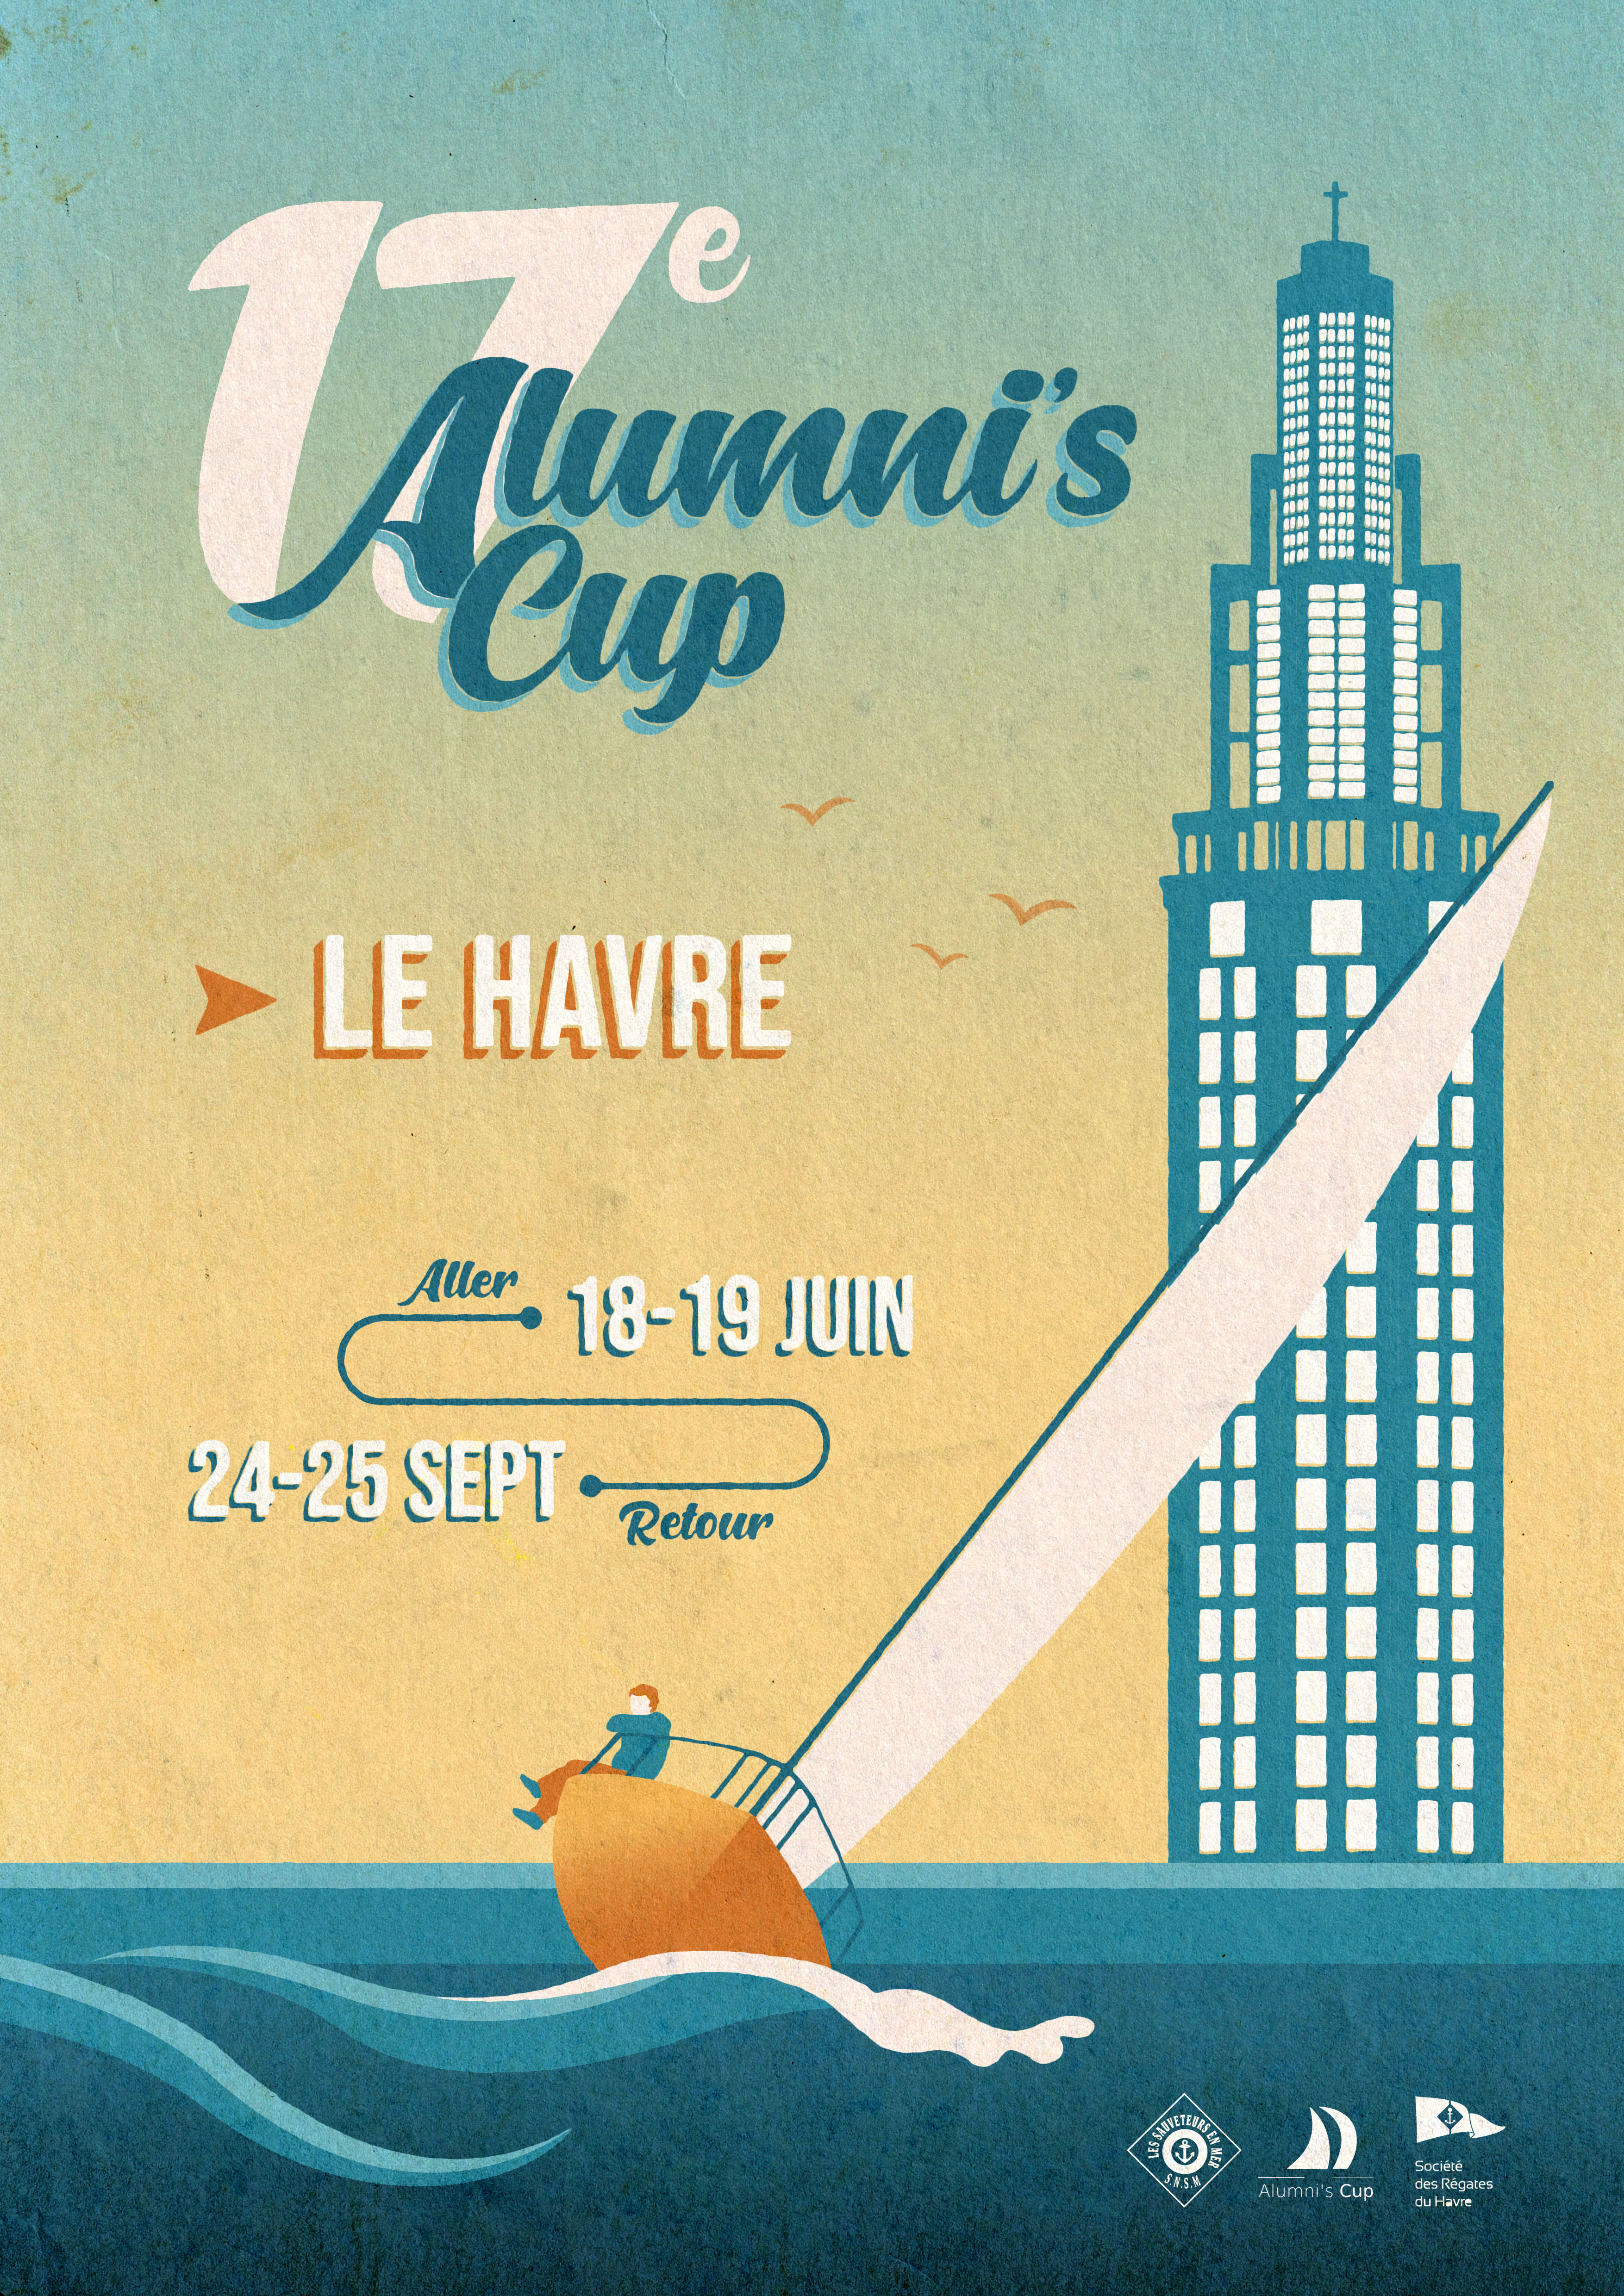 17e
Alumni's
Cup
LE HAVRE
Aller
18-19 JUIN
24-25 SEPT
Retour
LES SAUVETEURS EN MER
S.N.S.M
Alumni's Cup
Société
des Régates
du Havre